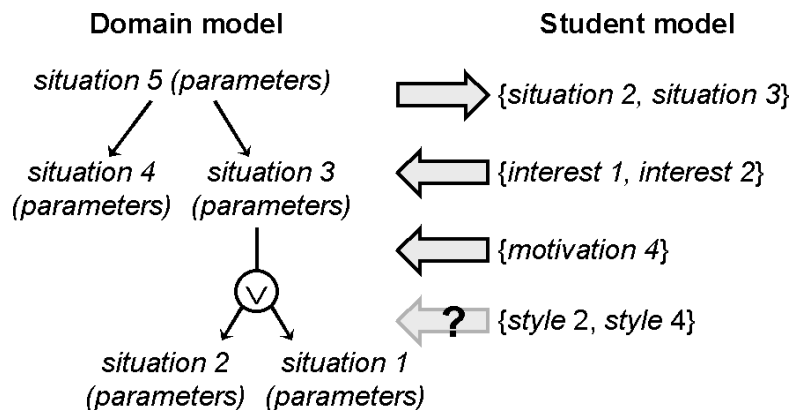 Domain model
Student model
situation 5 (parameters)
{situation 2, situation 3}
situation 4
(parameters)
situation 3
(parameters)
{interest 1, interest 2}
{motivation 4}
V
?
{style 2, style 4}
situation 2
(parameters)
situation 1
(parameters)